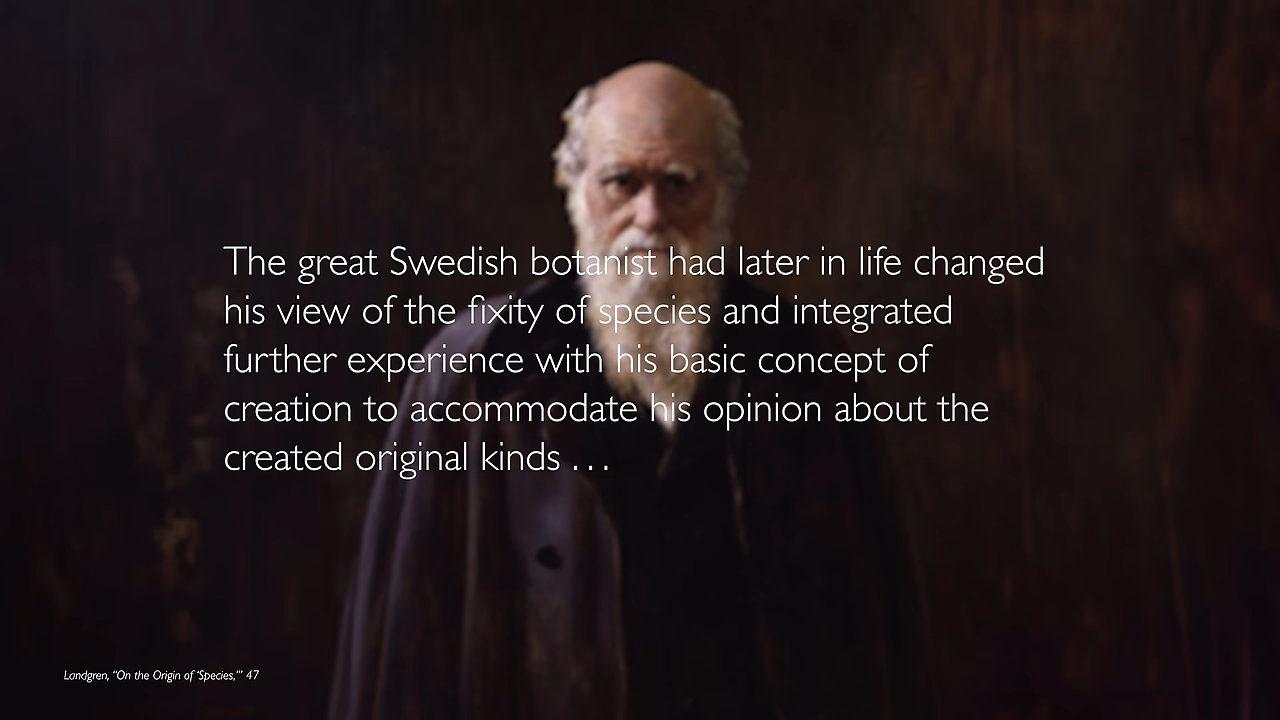 The great Swedish botanist had later in life changed
his view of the fixity of species and integrated
further experience with his basic concept of
creation to accommodate his opinion about the
created original kinds . . .
Landgren, “On the Origin of ‘Species,’” 47